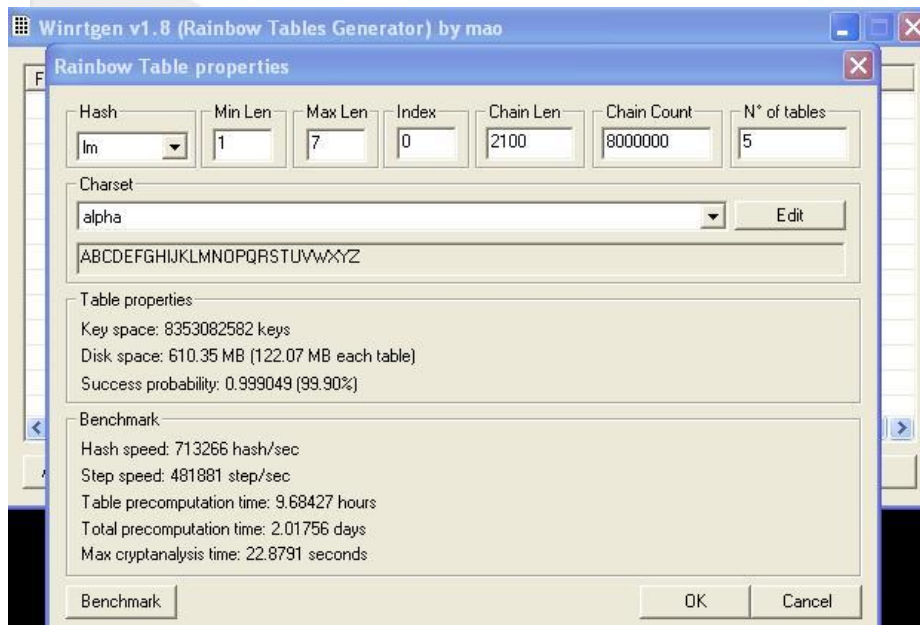 Winrtgen v1.8 (Rainbow Tables Generator) by mao
F
Rainbow Table properties
Hash Min Len Max Len Index Chain Len Chain Count N° of tables
lm 1 7 0 2100 8000000 5
Charset
alpha Edit
ABCDEFGHIJKLMNOPQRSTUVWXYZ
Table properties
Key space: 8353082582 keys
Disk space: 610.35 MB (122.07 MB each table)
Success probability: 0.999049 (99.90%)
Benchmark
Hash speed: 713266 hash/sec
Step speed: 481881 step/sec
Table precomputation time: 9.68427 hours
Total precomputation time: 2.01756 days
Max cryptanalysis time: 22.8791 seconds
Benchmark OK Cancel